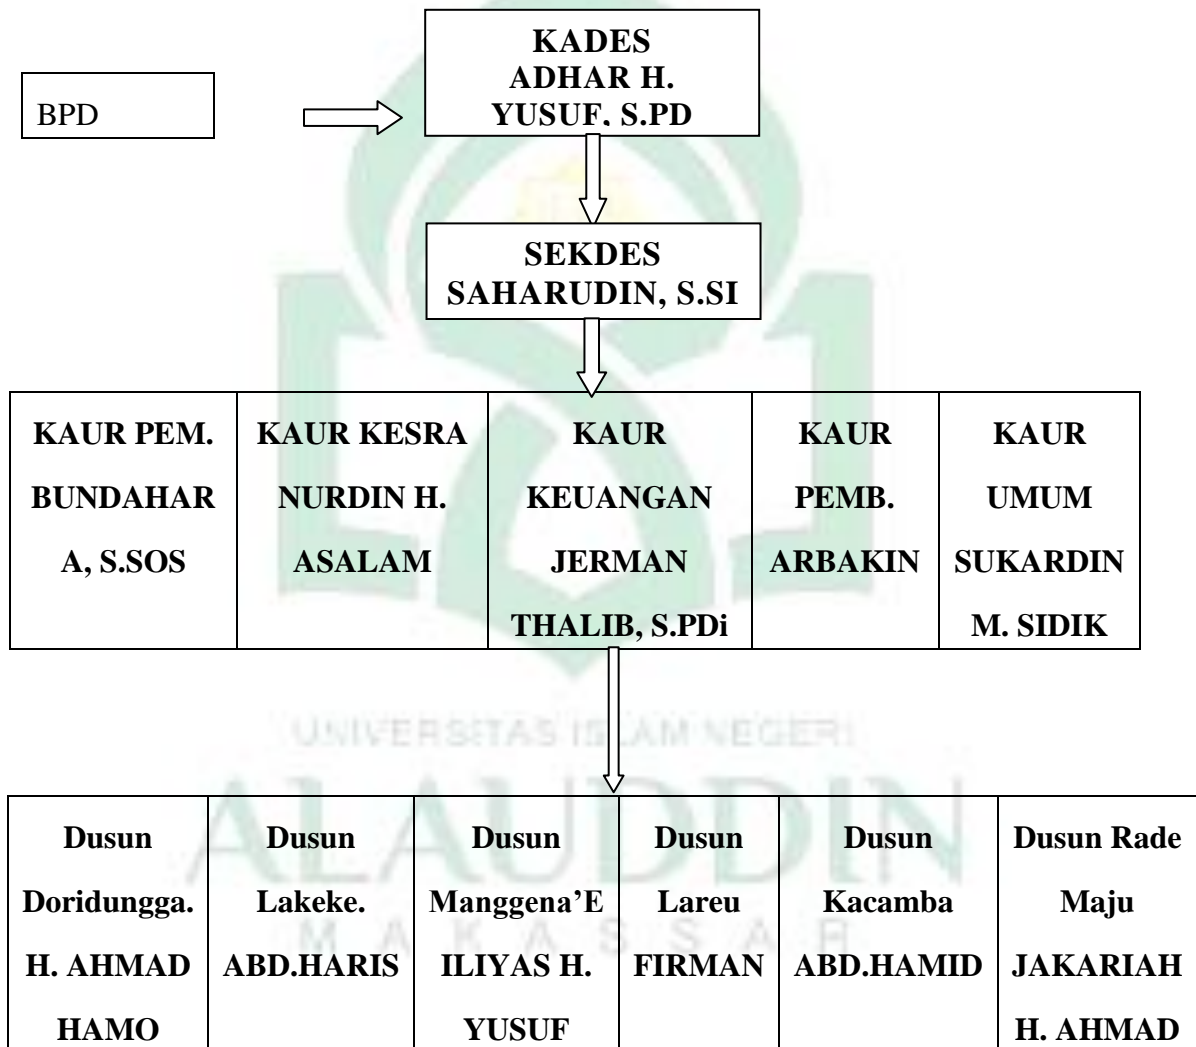 KADES
ADHAR H.
YUSUF, S.PD
BPD
SEKDES
SAHARUDIN, S.SI
KAUR PEM.
BUNDAHAR
A, S.SOS
KAUR KESRA
NURDIN H.
ASALAM
KAUR
KEUANGAN
JERMAN
THALIB, S.PDi
KAUR
PEMB.
ARBAKIN
KAUR
UMUM
SUKARDIN
M. SIDIK
UNIVERSITAS ISLAM NEGERI
ALAUDDIN
MAKASSAR
Dusun
Doridungga.
H. AHMAD
HAMO
Dusun
Lakeke.
ABD.HARIS
Dusun
Manggena’E
ILIYAS H.
YUSUF
Dusun
Lareu
FIRMAN
Dusun
Kacamba
ABD.HAMID
Dusun Rade
Maju
JAKARIAH
H. AHMAD